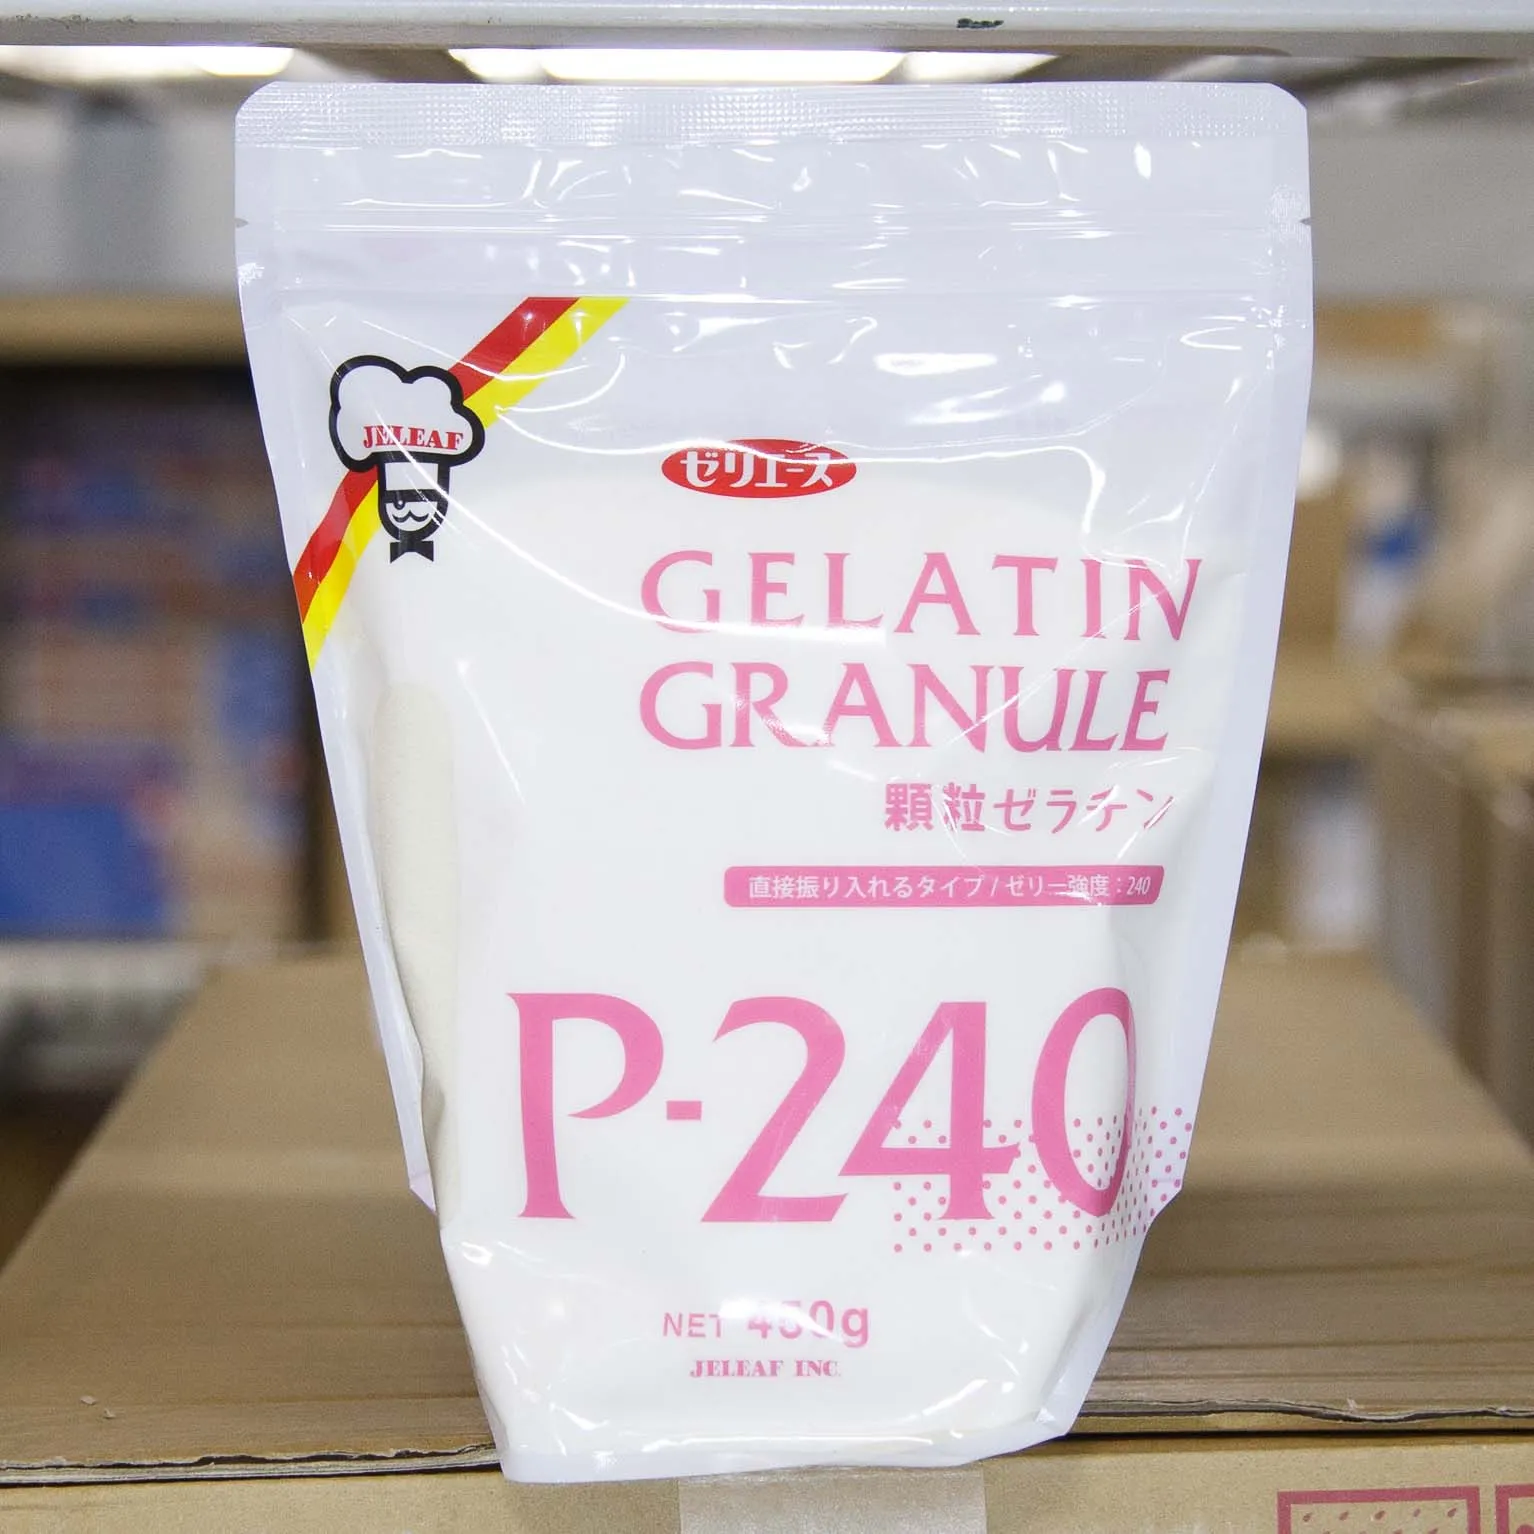 JELEAF
ゼリエース
GELATIN
GRANULE
顆粒ゼラチン
直接振り入れるタイプ / ゼリー強度：240
P-240
NET 450g
JELEAF INC.